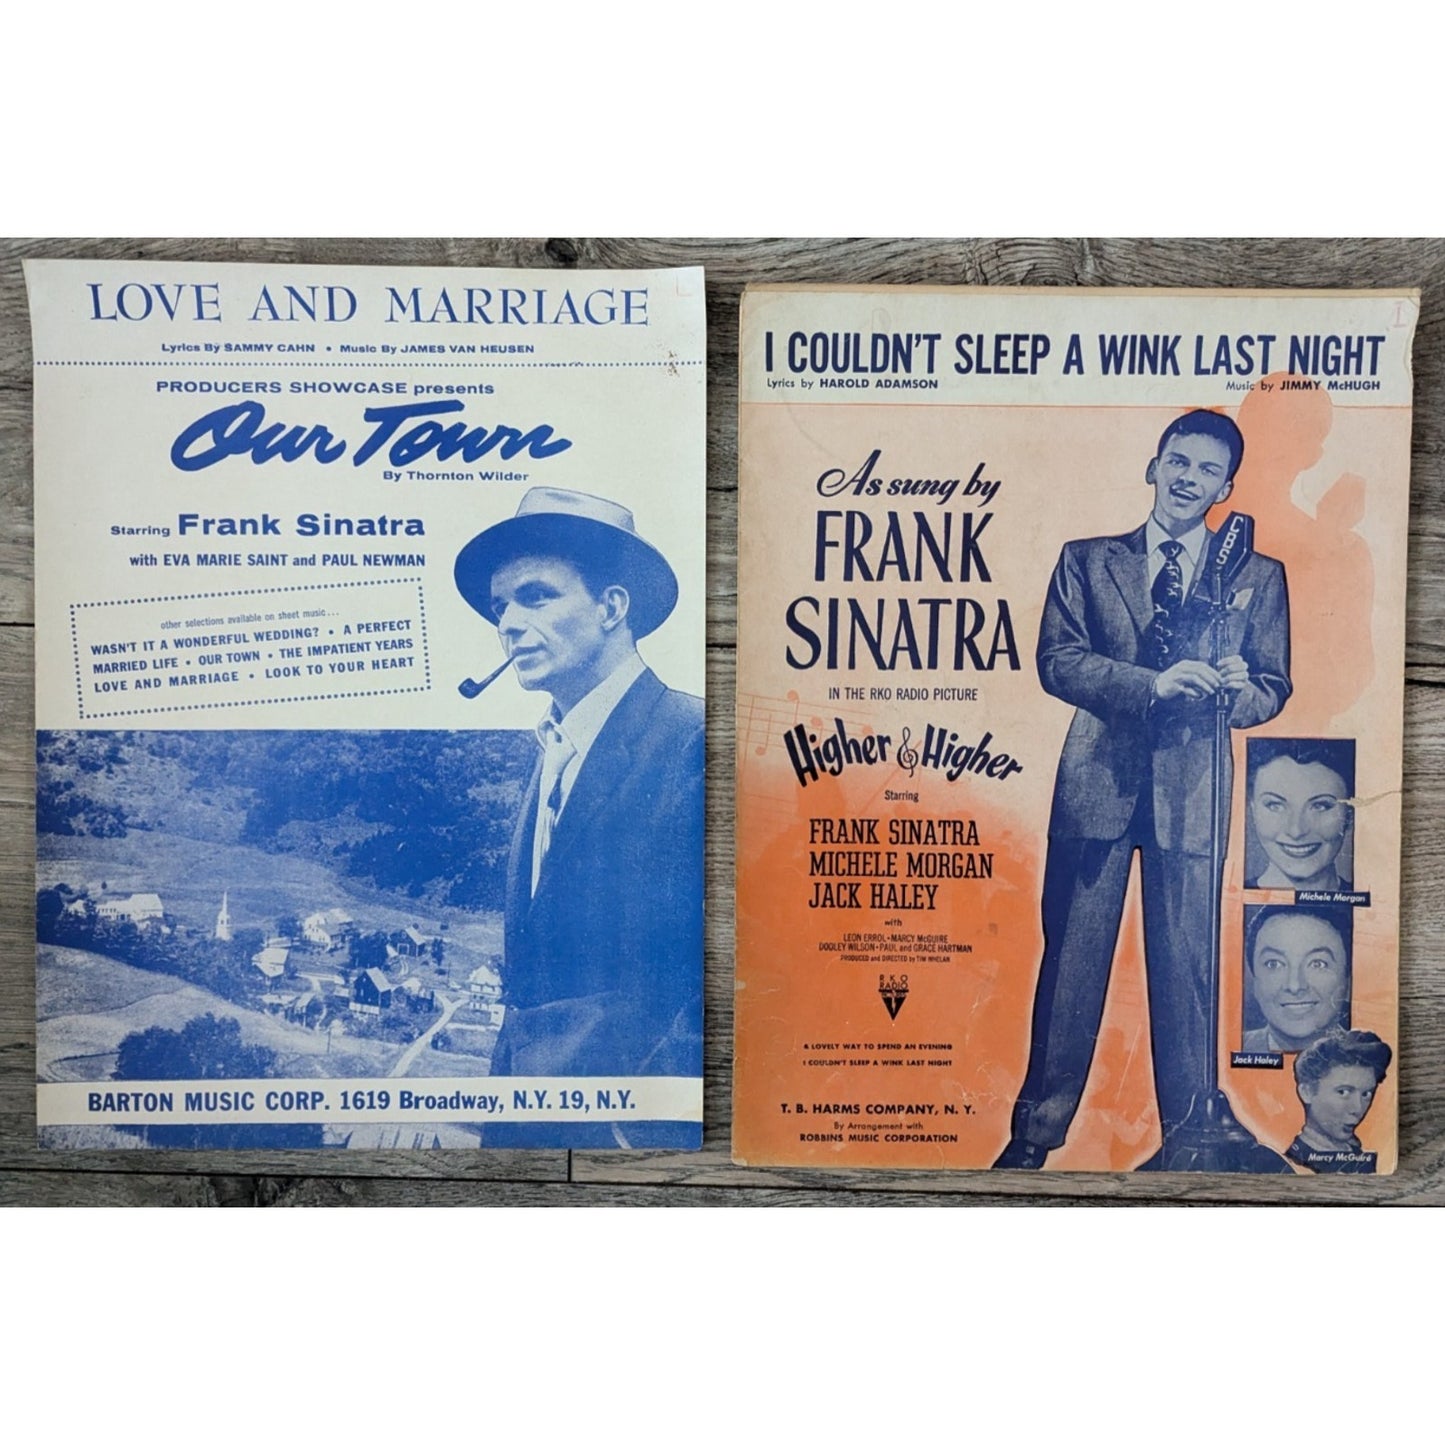 LOVE AND MARRIAGE
Lyrics By SAMMY CAHN • Music By JAMES VAN HEUSEN
PRODUCERS SHOWCASE presents
Our Town
By Thornton Wilder
Starring Frank Sinatra
with EVA MARIE SAINT and PAUL NEWMAN
other selections available on sheet music...
WASN'T IT A WONDERFUL WEDDING? • A PERFECT
MARRIED LIFE • OUR TOWN • THE IMPATIENT YEARS
LOVE AND MARRIAGE • LOOK TO YOUR HEART
BARTON MUSIC CORP. 1619 Broadway, N.Y. 19, N.Y.
I COULDN'T SLEEP A WINK LAST NIGHT
Lyrics by HAROLD ADAMSON Music by JIMMY McHUGH
As sung by
FRANK
SINATRA
IN THE RKO RADIO PICTURE
Higher & Higher
Starring
FRANK SINATRA
MICHELE MORGAN
JACK HALEY
with
LEON ERROL • MARCY McGUIRE
DOOLEY WILSON • PAUL and GRACE HARTMAN
PRODUCED and DIRECTED by TIM WHELAN
RKO
RADIO
A LOVELY WAY TO SPEND AN EVENING
I COULDN'T SLEEP A WINK LAST NIGHT
T. B. HARMS COMPANY, N. Y.
By Arrangement with
ROBBINS MUSIC CORPORATION
CBS
Michele Morgan
Jack Haley
Marcy McGuire